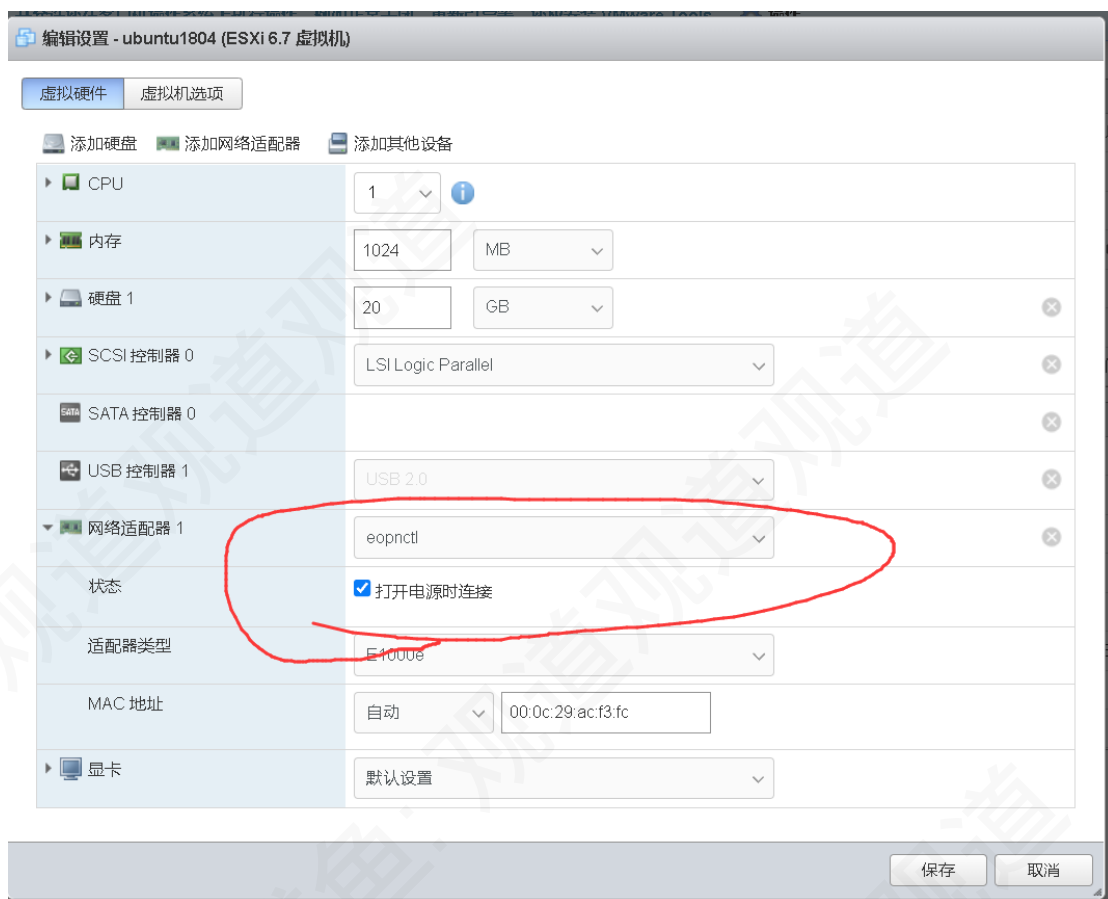 编辑设置 - ubuntu1804 (ESXi 6.7 虚拟机)
虚拟硬件 虚拟机选项
添加硬盘 添加网络适配器 添加其他设备
CPU 1
内存 1024 MB
硬盘 1 20 GB
SCSI 控制器 0 LSI Logic Parallel
SATA 控制器 0
USB 控制器 1 USB 2.0
网络适配器 1 eopnctl
状态 打开电源时连接
适配器类型 E1000e
MAC 地址 自动 00:0c:29:ac:f3:fc
显卡 默认设置
保存 取消